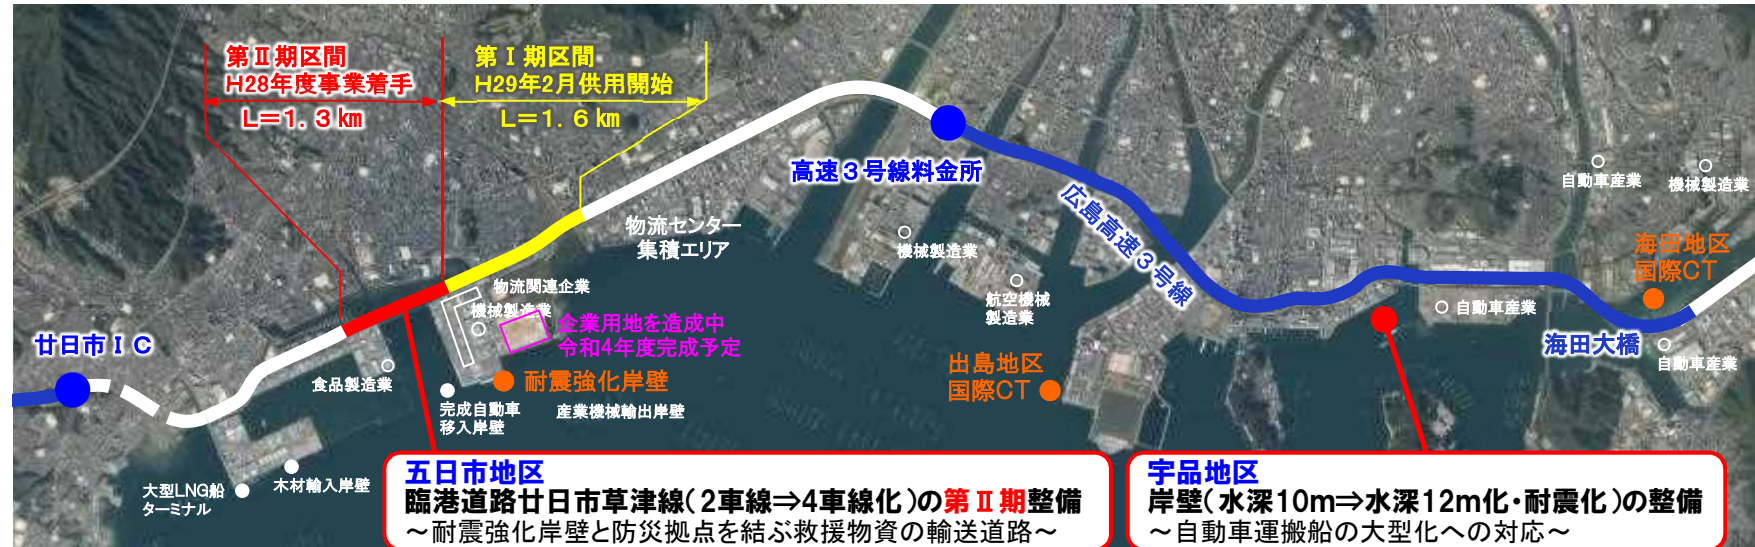 第Ⅱ期区間
H28年度事業着手
L=1.3㎞
第Ⅰ期区間
H29年2月供用開始
L=1.6㎞
高速3号線料金所
広島高速3号線
自動車産業
機械製造業
物流センター
集積エリア
機械製造業
海田地区
国際CT
物流関連企業
機械製造業
航空機械
製造業
自動車産業
企業用地を造成中
令和4年度完成予定
廿日市IC
海田大橋
自動車産業
食品製造業
耐震強化岸壁
出島地区
国際CT
完成自動車
移入岸壁
産業機械輸出岸壁
大型LNG船
ターミナル
木材輸入岸壁
五日市地区
臨港道路廿日市草津線(2車線⇒4車線化)の第Ⅱ期整備
~耐震強化岸壁と防災拠点を結ぶ救援物資の輸送道路~
宇品地区
岸壁(水深10m⇒水深12m化・耐震化)の整備
~自動車運搬船の大型化への対応~